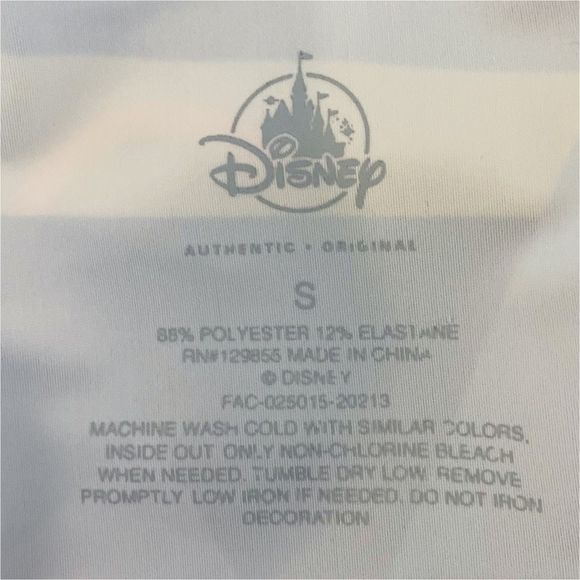 Disney
AUTHENTIC • ORIGINAL
S
88% POLYESTER 12% ELASTANE
RN#129855 MADE IN CHINA
© DISNEY
FAC-025015-20213
MACHINE WASH COLD WITH SIMILAR COLORS,
INSIDE OUT ONLY NON-CHLORINE BLEACH
WHEN NEEDED. TUMBLE DRY LOW. REMOVE
PROMPTLY LOW IRON IF NEEDED. DO NOT IRON
DECORATION